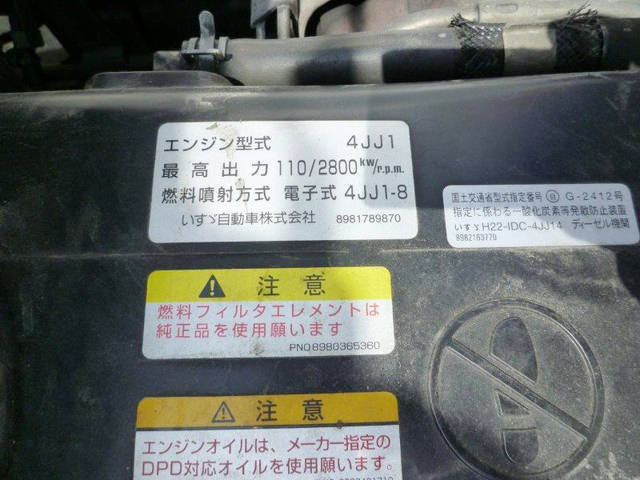 エンジン型式 4JJ1
最高出力 110/2800kW/r.p.m.
燃料噴射方式 電子式 4JJ1-8
いすゞ自動車株式会社 8981789870
国土交通省型式指定番号 G-2412号
指定に係わる一酸化炭素等発散防止装置
いすゞH22-IDC-4JJ14 ディーゼル機関
8982183770
注意
燃料フィルタエレメントは
純正品を使用願います
PNO8980365360
注意
エンジンオイルは、メーカー指定の
DPD対応オイルを使用願います。